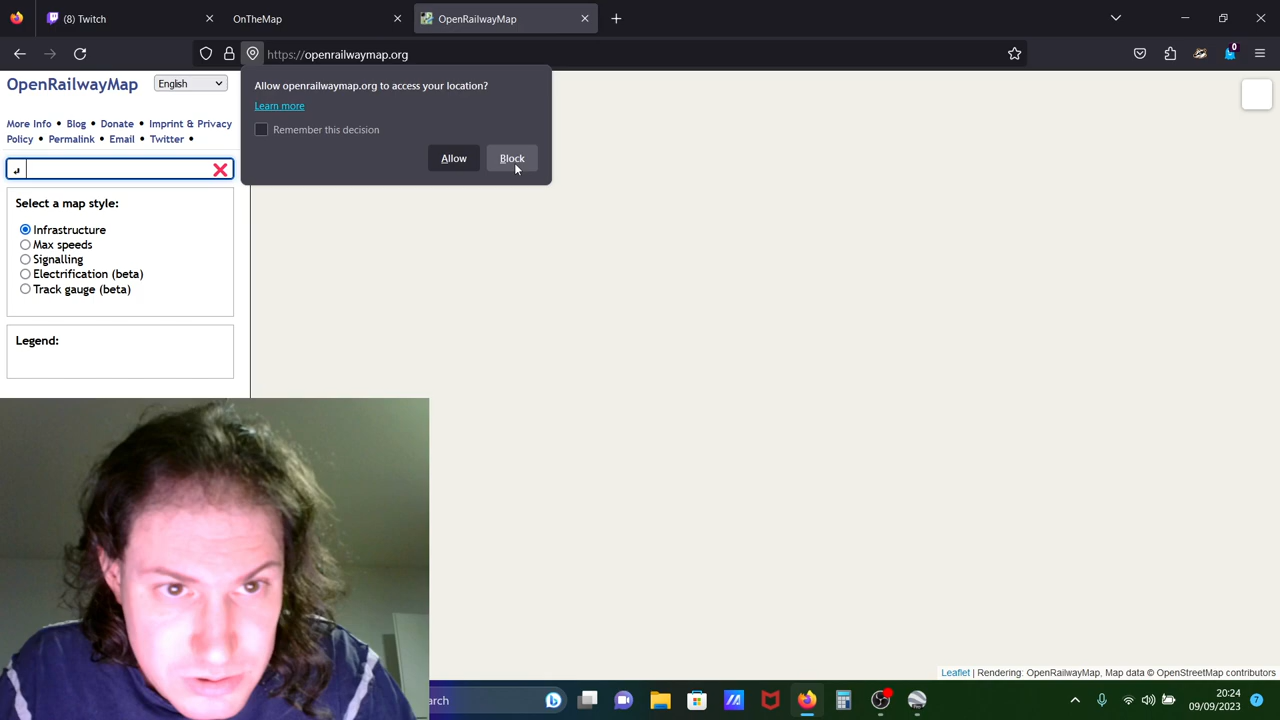 (8) Twitch
OnTheMap
OpenRailwayMap
https://openrailwaymap.org
0
OpenRailwayMap
English
More Info • Blog • Donate • Imprint & Privacy
Policy • Permalink • Email • Twitter •
Allow openrailwaymap.org to access your location?
Learn more
Remember this decision
Allow
Block
Select a map style:
Infrastructure
Max speeds
Signalling
Electrification (beta)
Track gauge (beta)
Legend:
Leaflet | Rendering: OpenRailwayMap, Map data © OpenStreetMap contributors
earch
20:24
09/09/2023
7